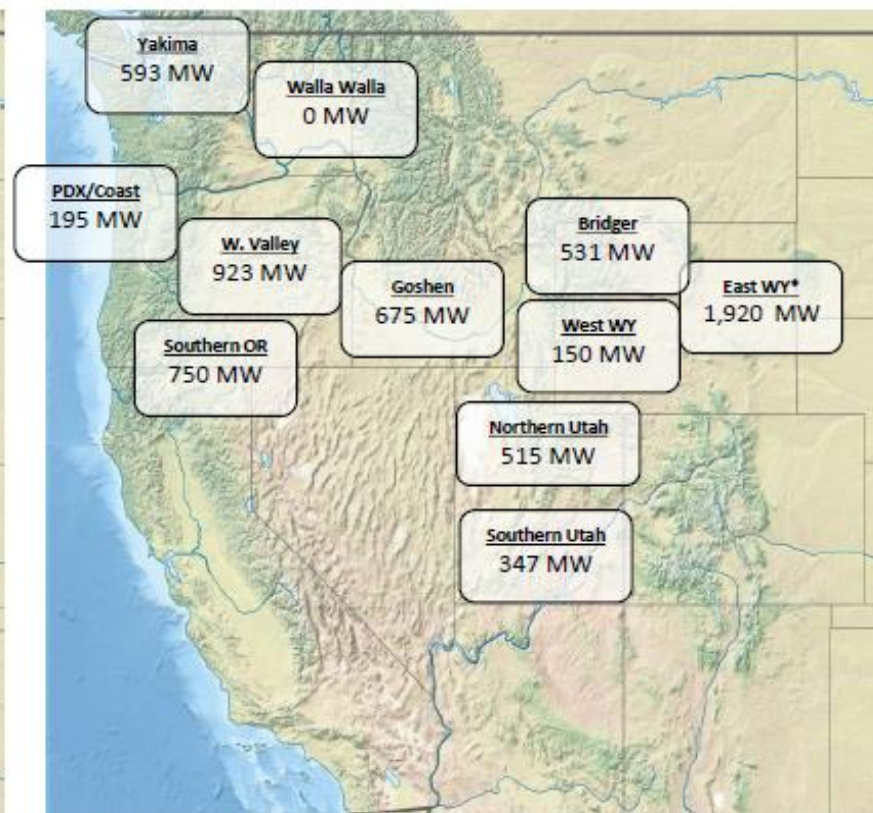 Yakima
593 MW
Walla Walla
0 MW
PDX/Coast
195 MW
W. Valley
923 MW
Southern OR
750 MW
Goshen
675 MW
Bridger
531 MW
East WY*
1,920 MW
West WY
150 MW
Northern Utah
515 MW
Southern Utah
347 MW